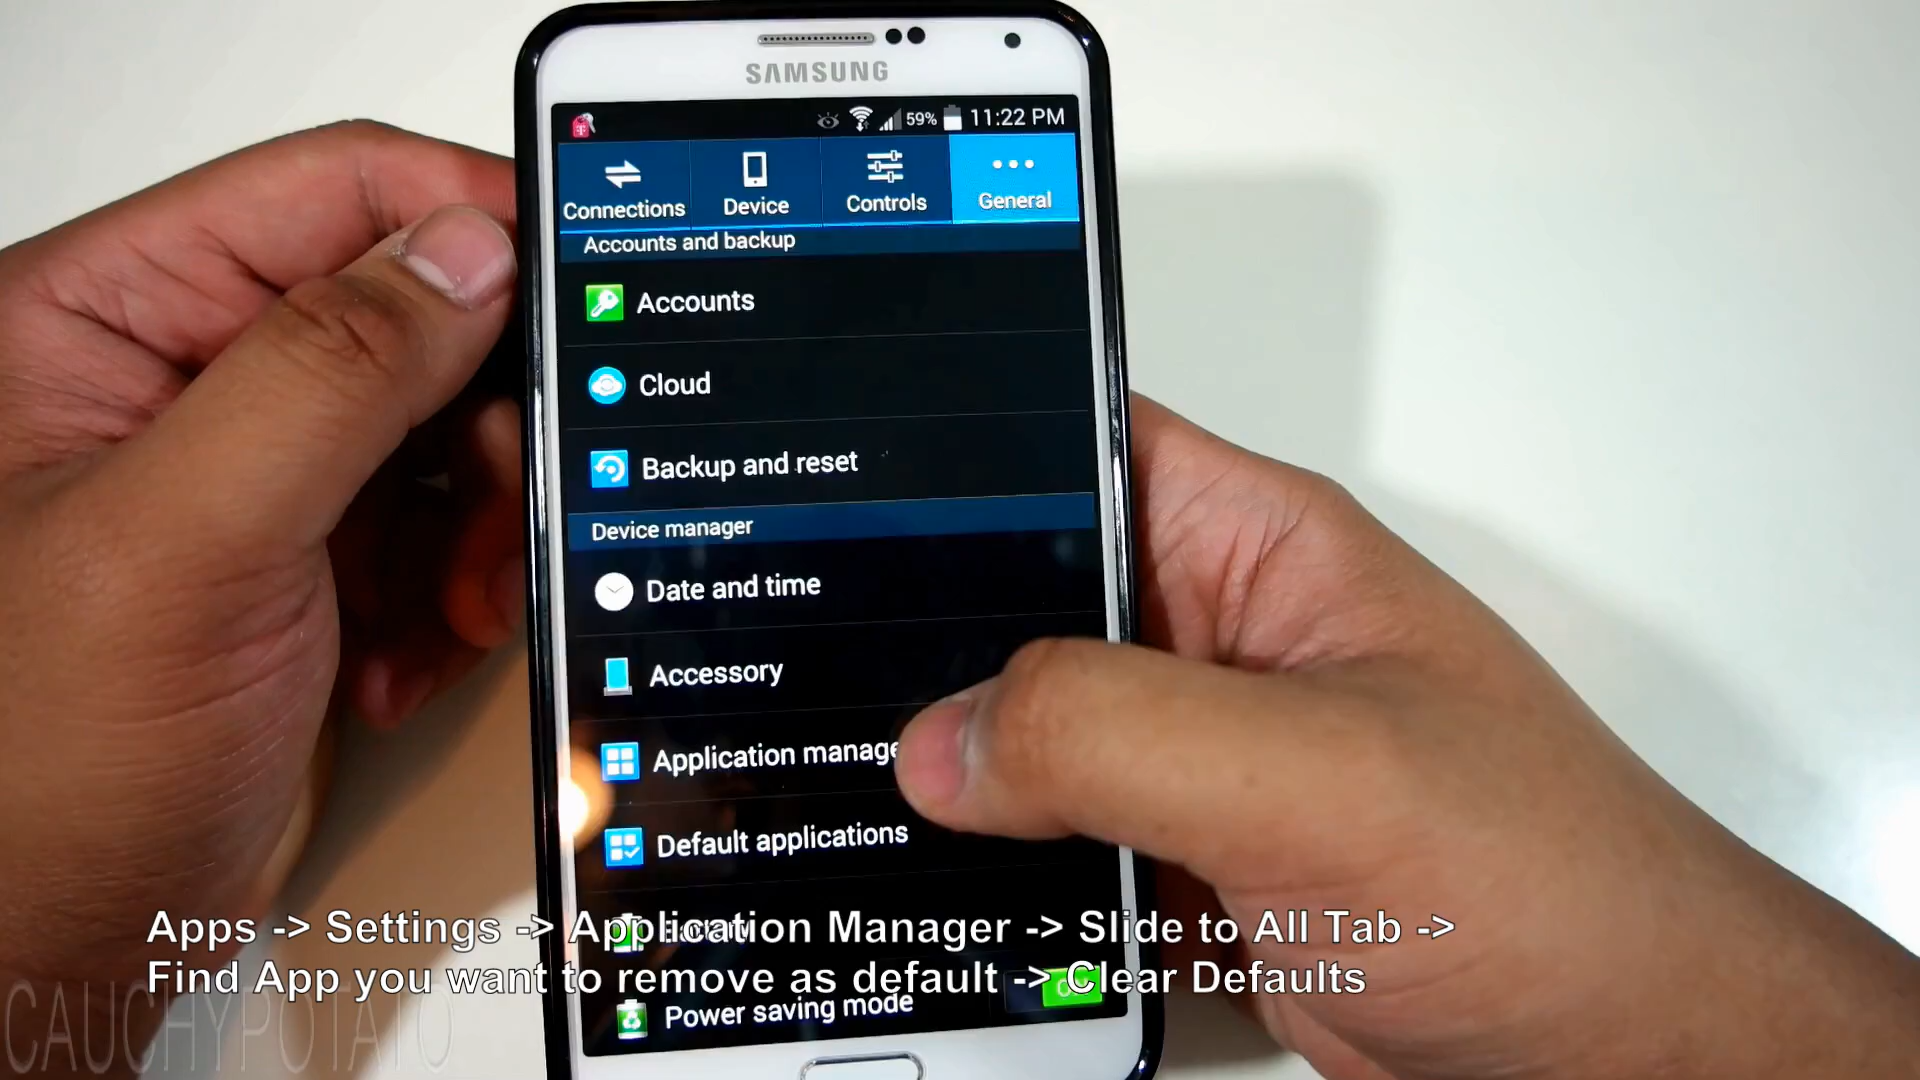 SAMSUNG
59% 11:22 PM
Connections Device Controls General
Accounts and backup
Accounts
Cloud
Backup and reset
Device manager
Date and time
Accessory
Application manage
Default applications
Apps -> Settings -> Application Manager -> Slide to All Tab ->
Find App you want to remove as default -> Clear Defaults
Power saving mode
CAUCHYPOTATO